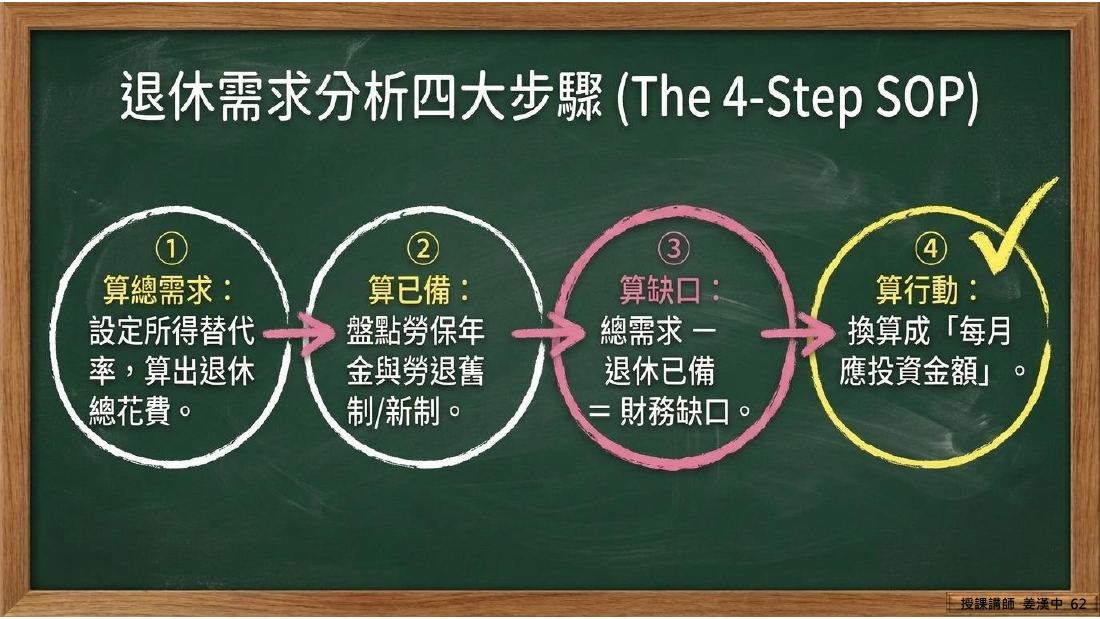 退休需求分析四大步驟 (The 4-Step SOP)
①
算總需求：
設定所得替代
率，算出退休
總花費。
②
算已備：
盤點勞保年
金與勞退舊
制/新制。
③
算缺口：
總需求 －
退休已備
＝財務缺口。
④
算行動：
換算成「每月
應投資金額」。
授課講師 姜漢中 62